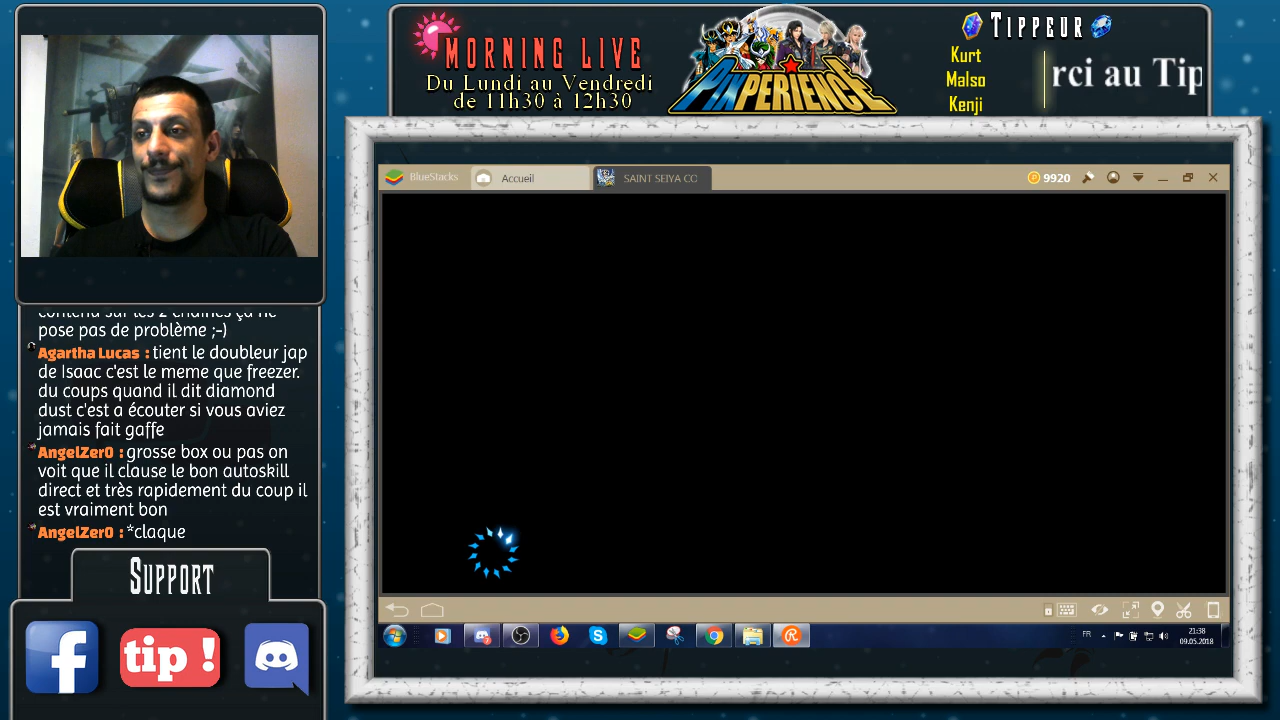 MORNING LIVE
Du Lundi au Vendredi
de 11h30 à 12h30
PIXPERIENCE
TIPPEUR
Kurt
Malso
Kenji
rci au Tip
BlueStacks
Accueil
SAINT SEIYA CO
9920
pose pas de problème ;-)
Agartha Lucas : tient le doubleur jap
de Isaac c'est le meme que freezer.
du coups quand il dit diamond
dust c'est a écouter si vous aviez
jamais fait gaffe
AngelZer0 : grosse box ou pas on
voit que il clause le bon autoskill
direct et très rapidement du coup il
est vraiment bon
AngelZer0 : *claque
SUPPORT
f
tip !
FR
21:38
09.05.2018